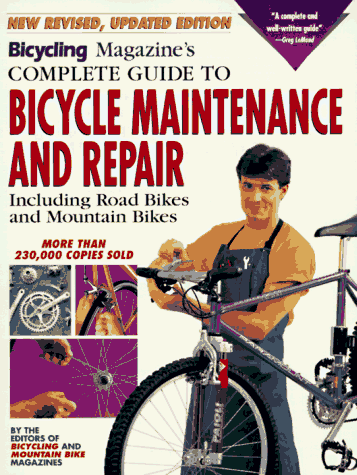 NEW REVISED, UPDATED EDITION
"A complete and
well-written guide"
—Greg LeMond
Bicycling Magazine's
COMPLETE GUIDE TO
BICYCLE MAINTENANCE
AND REPAIR
Including Road Bikes
and Mountain Bikes
MORE THAN
230,000 COPIES SOLD
BY THE
EDITORS OF
BICYCLING AND
MOUNTAIN BIKE
MAGAZINES